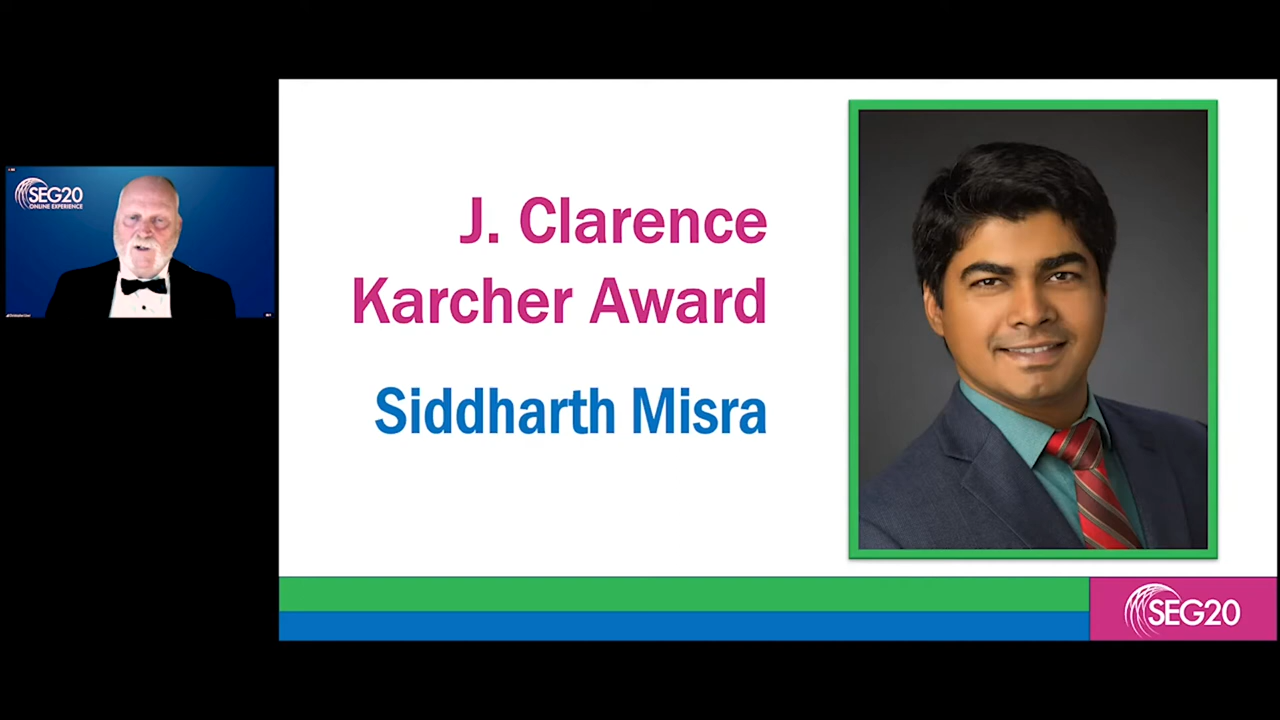 SEG20
ONLINE EXPERIENCE
J. Clarence
Karcher Award
Siddharth Misra
SEG20